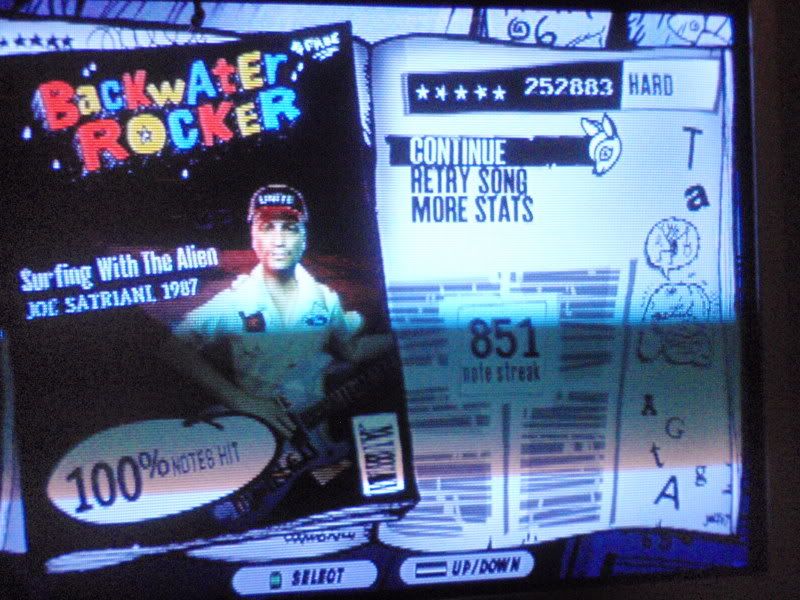 BackwAtEr
ROCKER
Surfing With The Alien
JOE SATRIANI, 1987
UNITE
100% NOTES HIT
★★★★★ 252883 HARD
CONTINUE
RETRY SONG
MORE STATS
851
note streak
T
a
A
G
t
g
A
SELECT
UP/DOWN